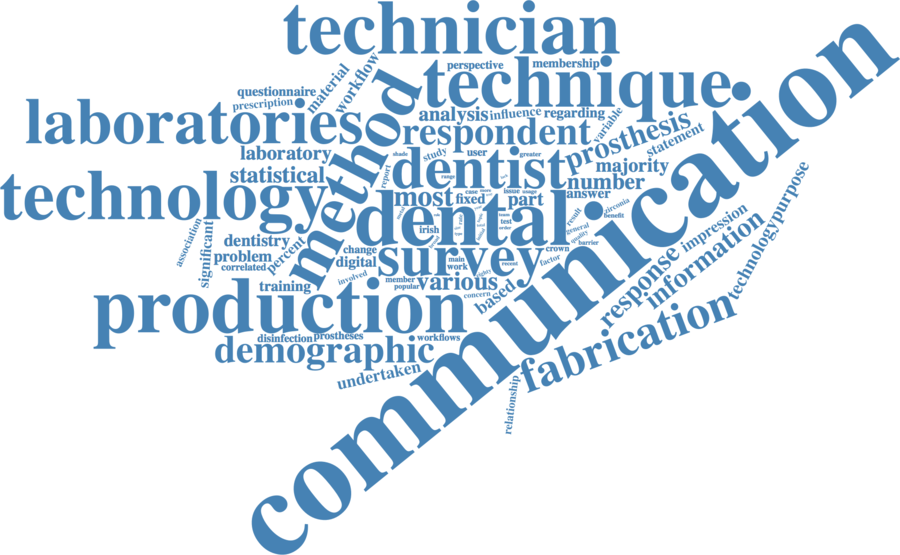 technician
perspective
membership
workflow
material
technique
questionnaire
prescription
laboratories
method
analysis
influence
regarding
variable
respondent
prosthesis
statement
laboratory
shade
study
user
greater
dentist
majority
statistical
report
range
number
technology
most
fixed
case
issue
usage
part
answer
dental
zirconia
benefit
result
irish
test
order
general
quality
barrier
communication
association
significant
dentistry
percent
problem
correlated
change
digital
survey
main
work
crown
factor
recent
eighty
involved
member
popular
various
concern
based
training
production
impression
information
response
technologypurpose
disinfection
prostheses
workflows
demographic
undertaken
fabrication
relationship